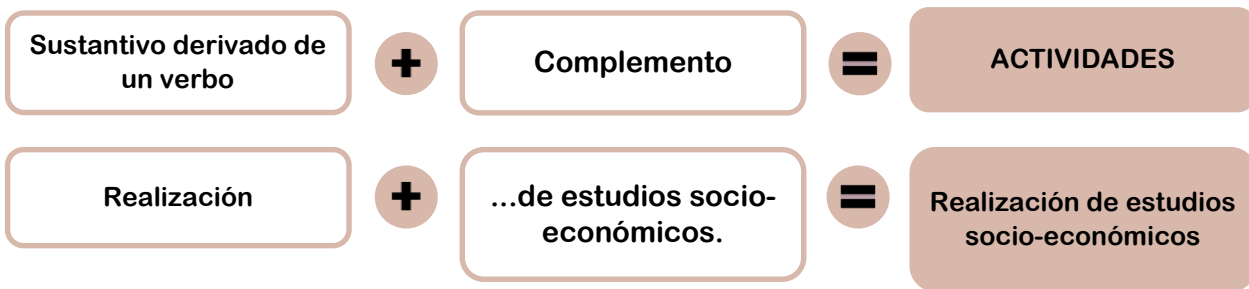 Sustantivo derivado de
un verbo
+
Complemento
=
ACTIVIDADES
Realización
+
...de estudios socio-
económicos.
=
Realización de estudios
socio-económicos